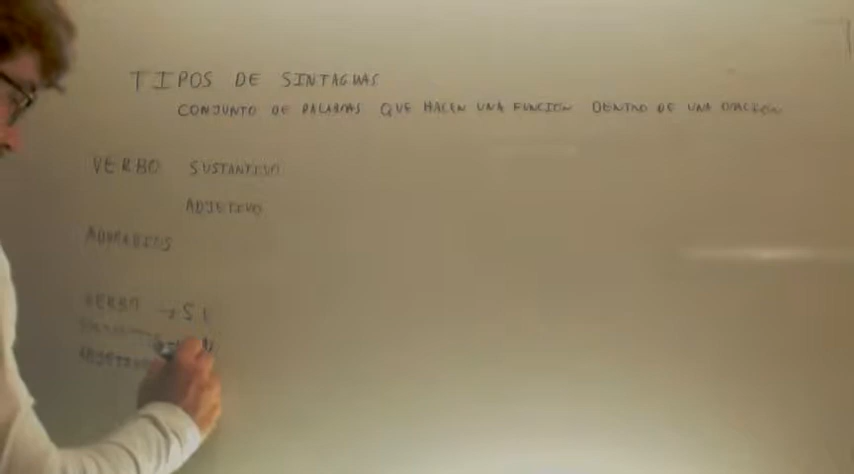 TIPOS DE SINTAGMAS
CONJUNTO DE PALABRAS QUE HACEN UNA FUNCION DENTRO DE UNA ORACION
VERBO SUSTANTIVO
ADJETIVO
ADVERBIOS
VERBO → S